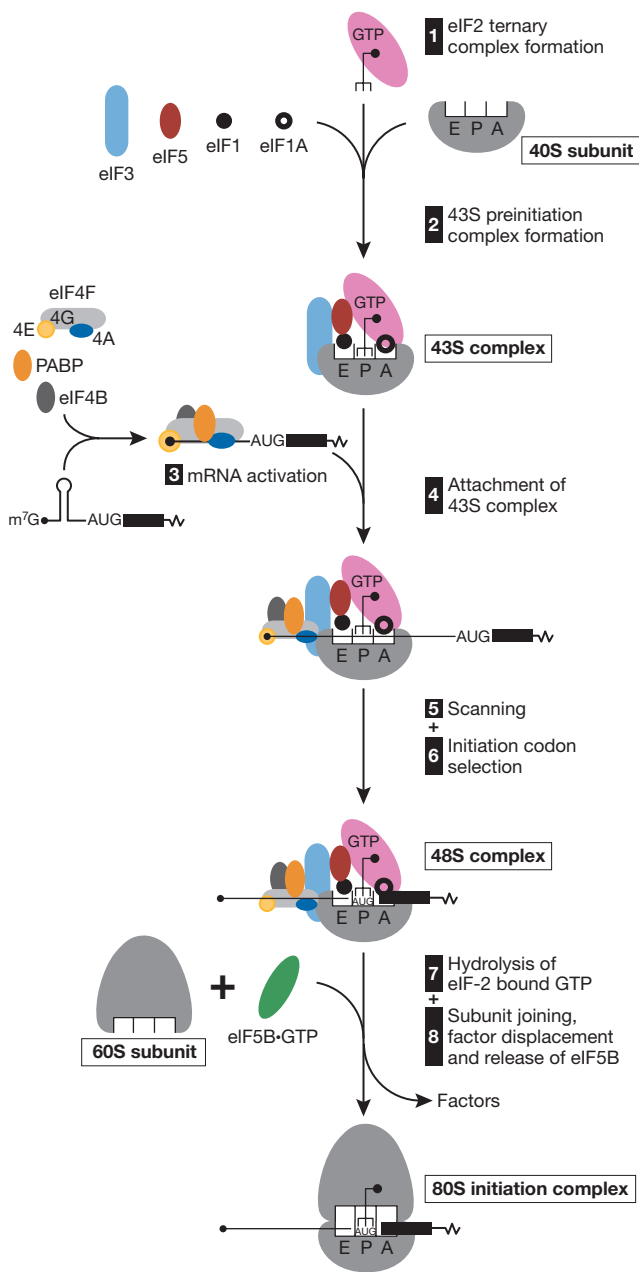 GTP
1 eIF2 ternary
complex formation
eIF3
eIF5
eIF1
eIF1A
E P A
40S subunit
2 43S preinitiation
complex formation
eIF4F
4G
4E
4A
PABP
eIF4B
GTP
E P A
43S complex
AUG
3 mRNA activation
m⁷G
AUG
4 Attachment of
43S complex
GTP
E P A
AUG
5 Scanning
+
6 Initiation codon
selection
GTP
48S complex
AUG
E P A
60S subunit
+
eIF5B•GTP
7 Hydrolysis of
eIF-2 bound GTP
+
8 Subunit joining,
factor displacement
and release of eIF5B
Factors
80S initiation complex
AUG
E P A